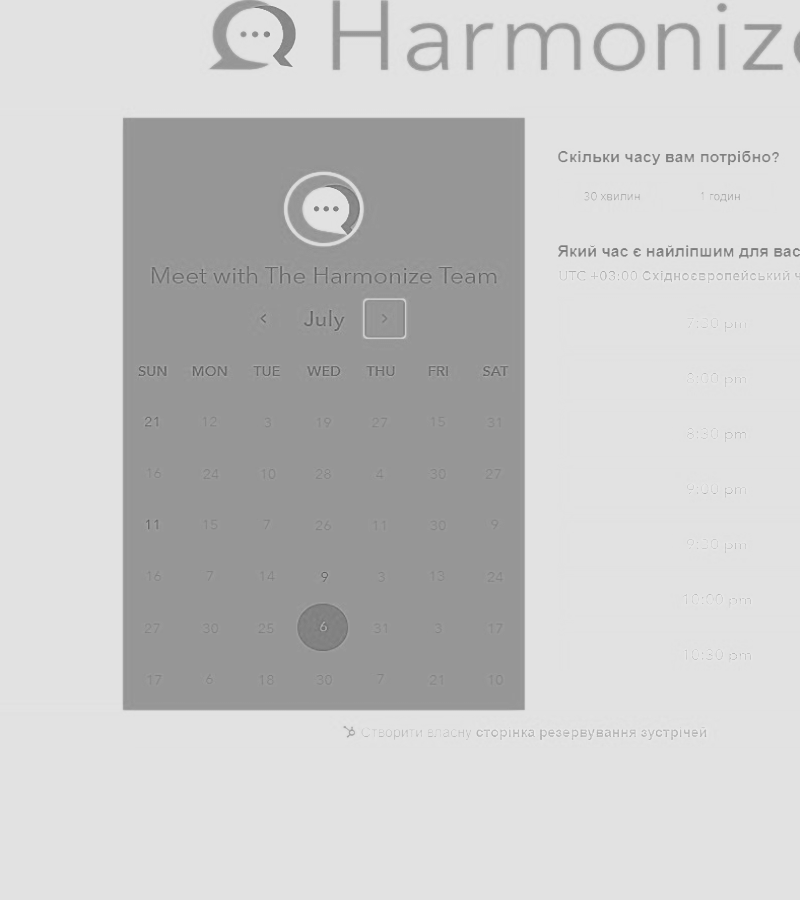 Harmonize
Meet with The Harmonize Team
July
SUN MON TUE WED THU FRI SAT
21 12 3 19 27 15 31
16 24 10 28 4 30 27
11 15 7 26 11 30 9
16 7 14 9 3 13 24
27 30 25 6 31 3 17
17 6 18 30 7 21 10
Скільки часу вам потрібно?
30 хвилин 1 годин
Який час є найліпшим для вас
UTC +03:00 Східноєвропейський
pm
8:00 pm
8:30 pm
9:00 pm
9:30 pm
10:00 pm
10:30 pm
Створити власну сторінка резервування зустрічей